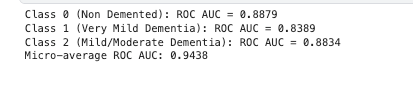 Class 0 (Non Demented): ROC AUC = 0.8879
Class 1 (Very Mild Dementia): ROC AUC = 0.8389
Class 2 (Mild/Moderate Dementia): ROC AUC = 0.8834
Micro-average ROC AUC: 0.9438